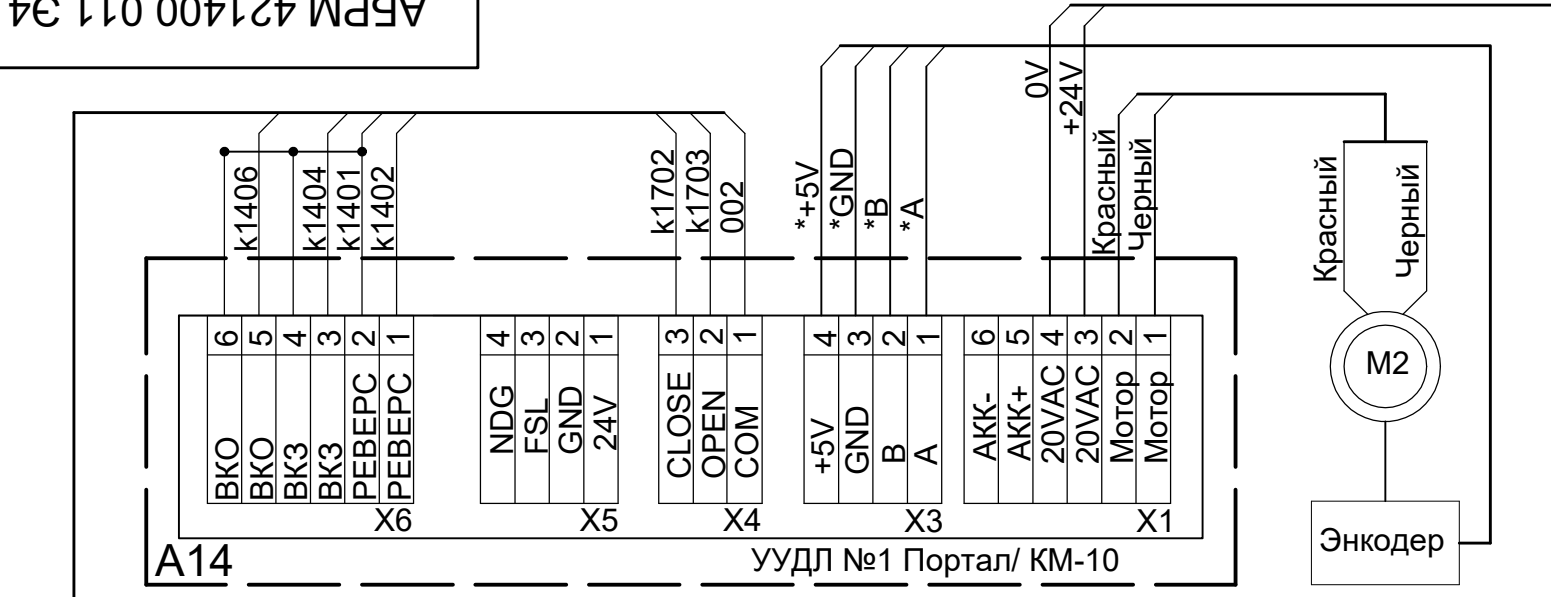 АБРМ 421400 011 Э4
0V
+24V
k1406
k1404
k1401
k1402
k1702
k1703
002
*+5V
*GND
*B
*A
Красный
Черный
Красный
Черный
6
5
4
3
2
1
4
3
2
1
3
2
1
4
3
2
1
6
5
4
3
2
1
ВКО
ВКО
ВКЗ
ВКЗ
РЕВЕРС
РЕВЕРС
NDG
FSL
GND
24V
CLOSE
OPEN
COM
+5V
GND
B
A
АКК-
АКК+
20VAC
20VAC
Мотор
Мотор
М2
X6
X5
X4
X3
X1
А14
УУДЛ №1 Портал/ КМ-10
Энкодер